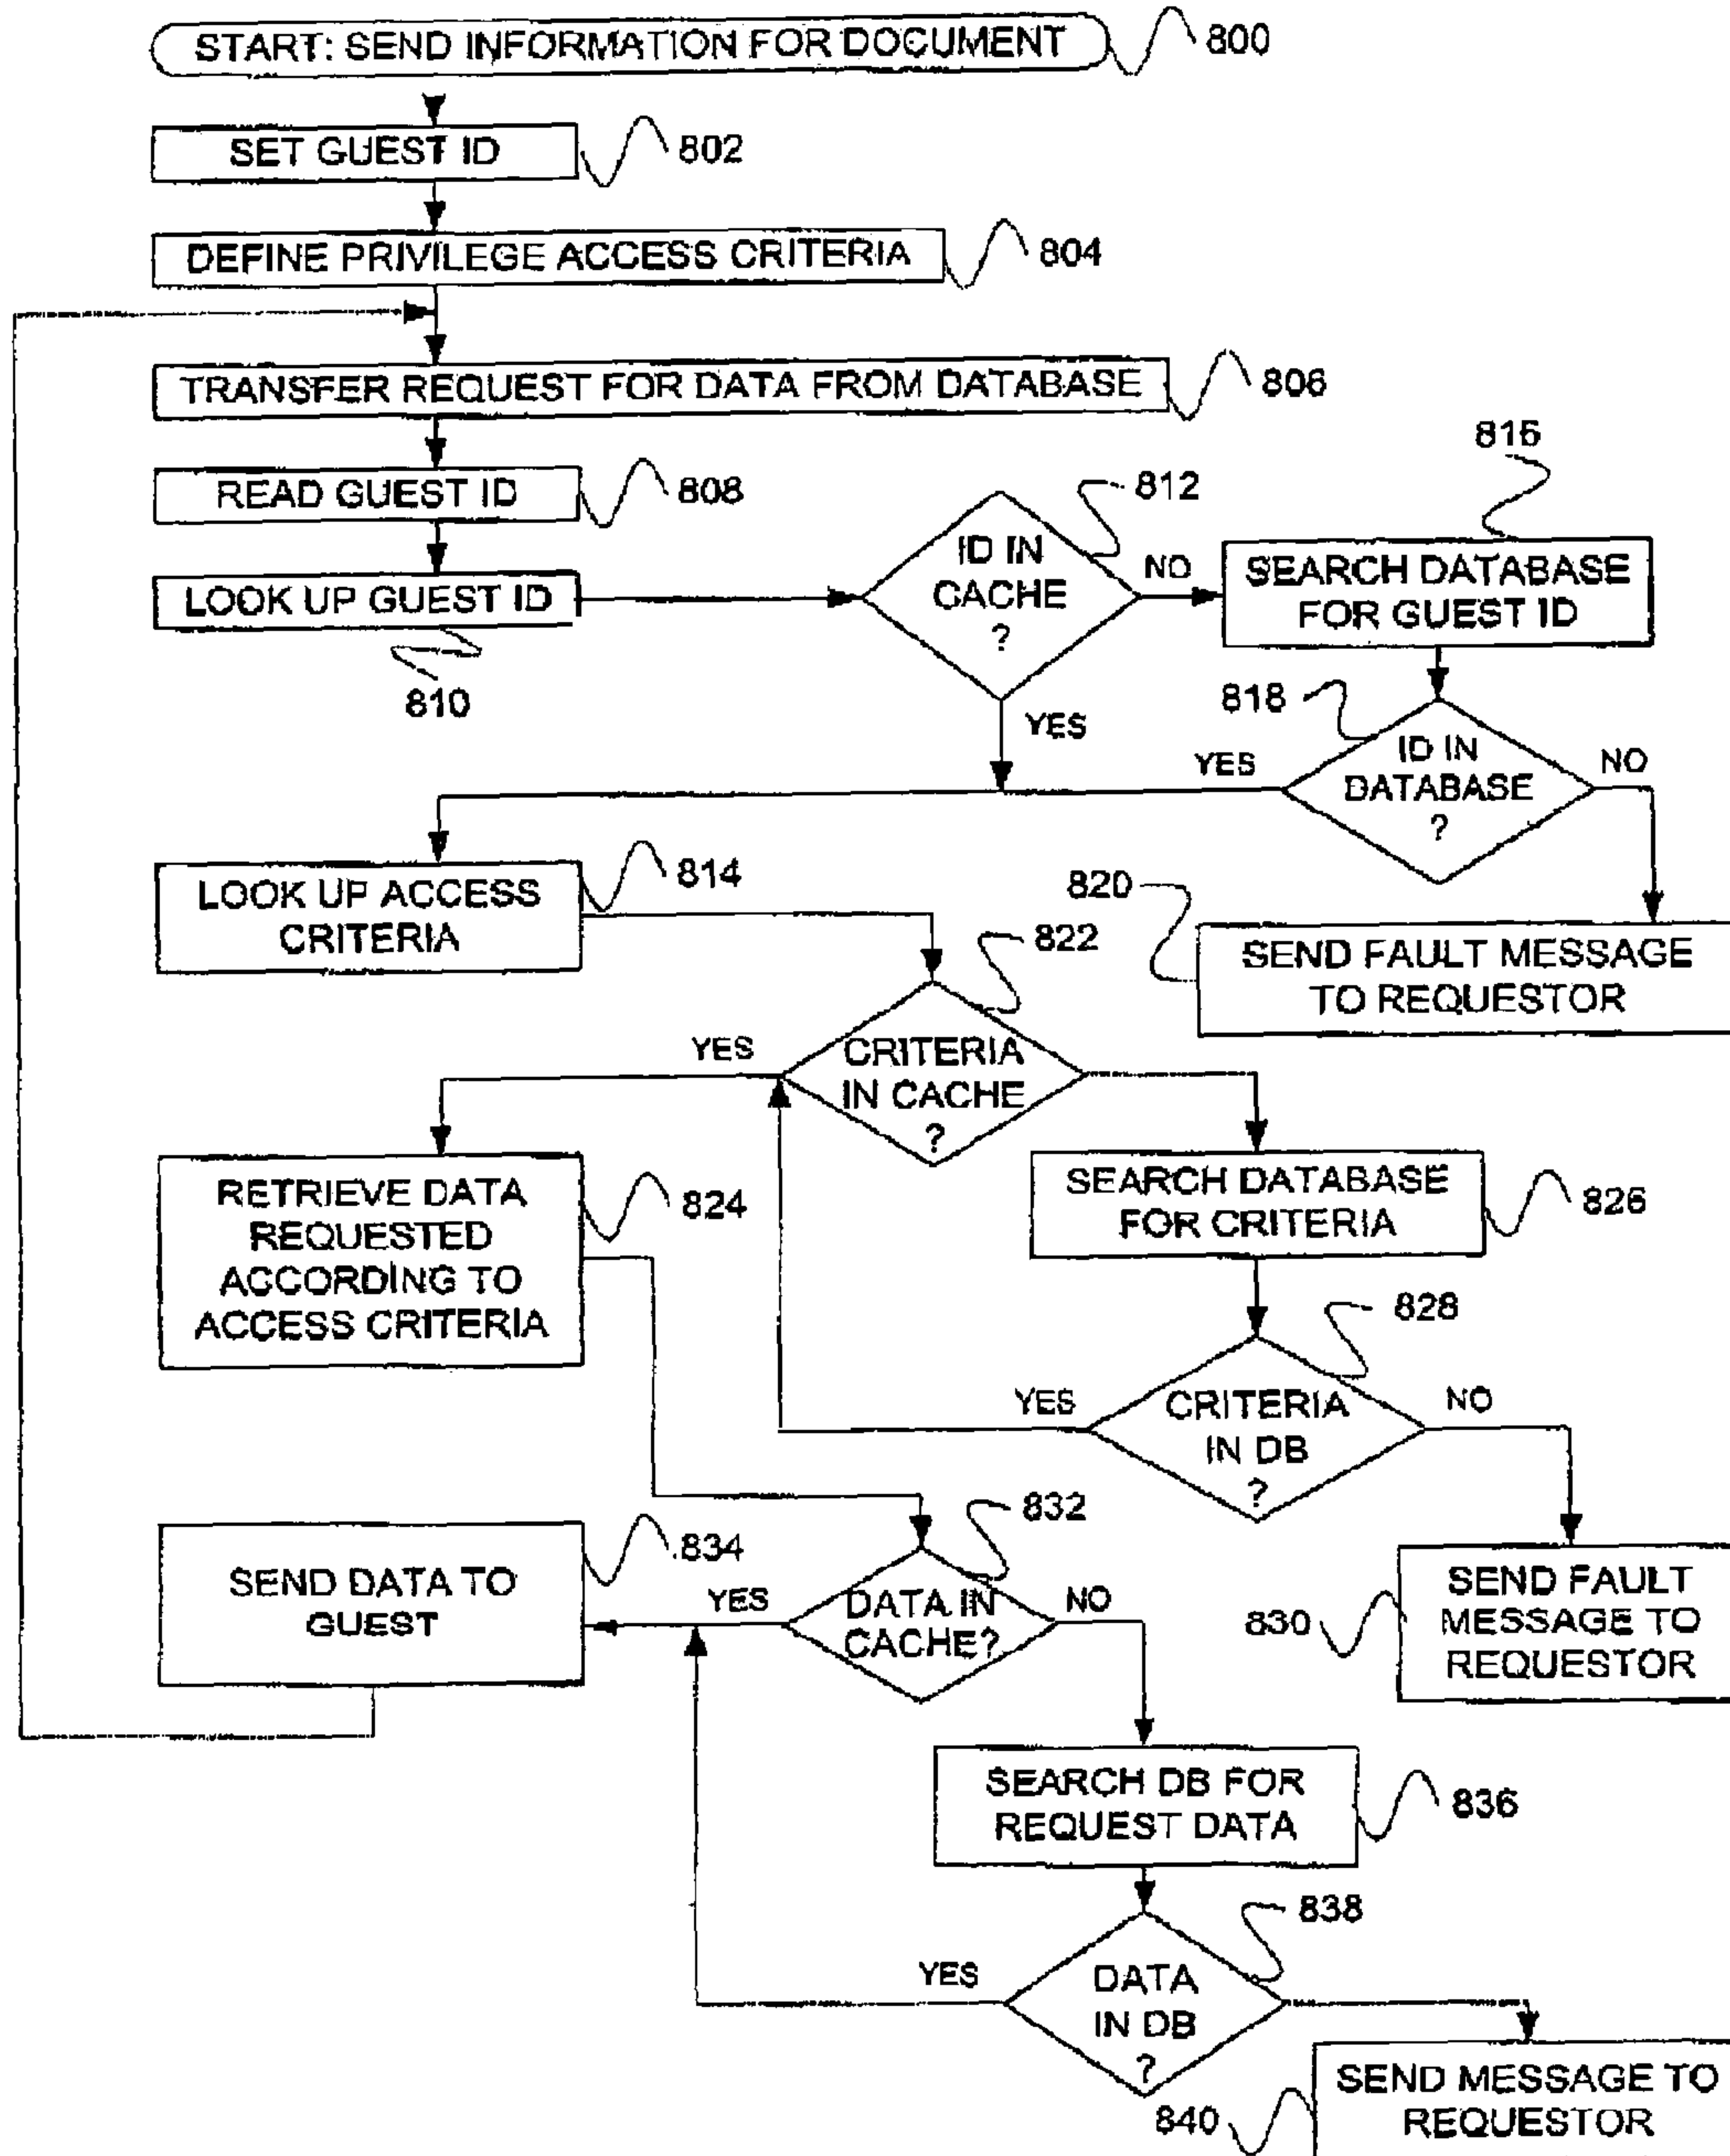 START: SEND INFORMATION FOR DOCUMENT
800
SET GUEST ID
802
DEFINE PRIVILEGE ACCESS CRITERIA
804
TRANSFER REQUEST FOR DATA FROM DATABASE
806
READ GUEST ID
808
LOOK UP GUEST ID
810
ID IN
CACHE
?
812
NO
YES
816
SEARCH DATABASE
FOR GUEST ID
818
ID IN
DATABASE
?
YES
NO
820
SEND FAULT MESSAGE
TO REQUESTOR
LOOK UP ACCESS
CRITERIA
814
822
CRITERIA
IN CACHE
?
YES
RETRIEVE DATA
REQUESTED
ACCORDING TO
ACCESS CRITERIA
824
SEARCH DATABASE
FOR CRITERIA
826
828
CRITERIA
IN DB
?
YES
NO
830
SEND FAULT
MESSAGE TO
REQUESTOR
832
DATA IN
CACHE?
YES
NO
SEND DATA TO
GUEST
834
SEARCH DB FOR
REQUEST DATA
836
838
DATA
IN DB
?
YES
840
SEND MESSAGE TO
REQUESTOR